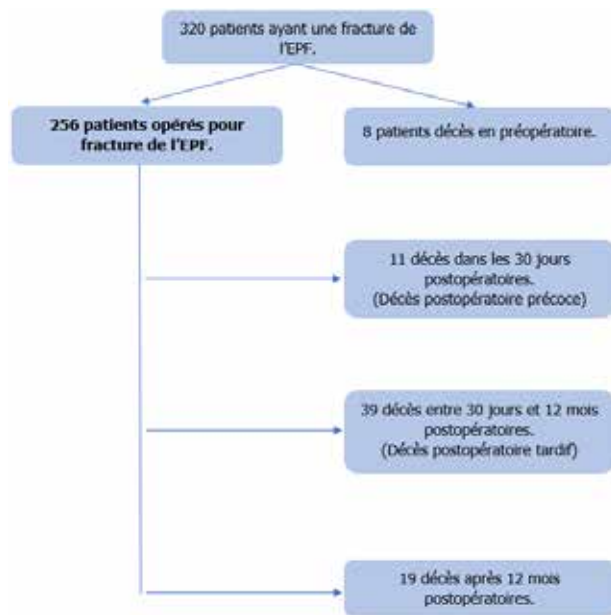 320 patients ayant une fracture de
l'EPF.
256 patients opérés pour
fracture de l'EPF.
8 patients décès en préopératoire.
11 décès dans les 30 jours
postopératoires.
(Décès postopératoire précoce)
39 décès entre 30 jours et 12 mois
postopératoires.
(Décès postopératoire tardif)
19 décès après 12 mois
postopératoires.